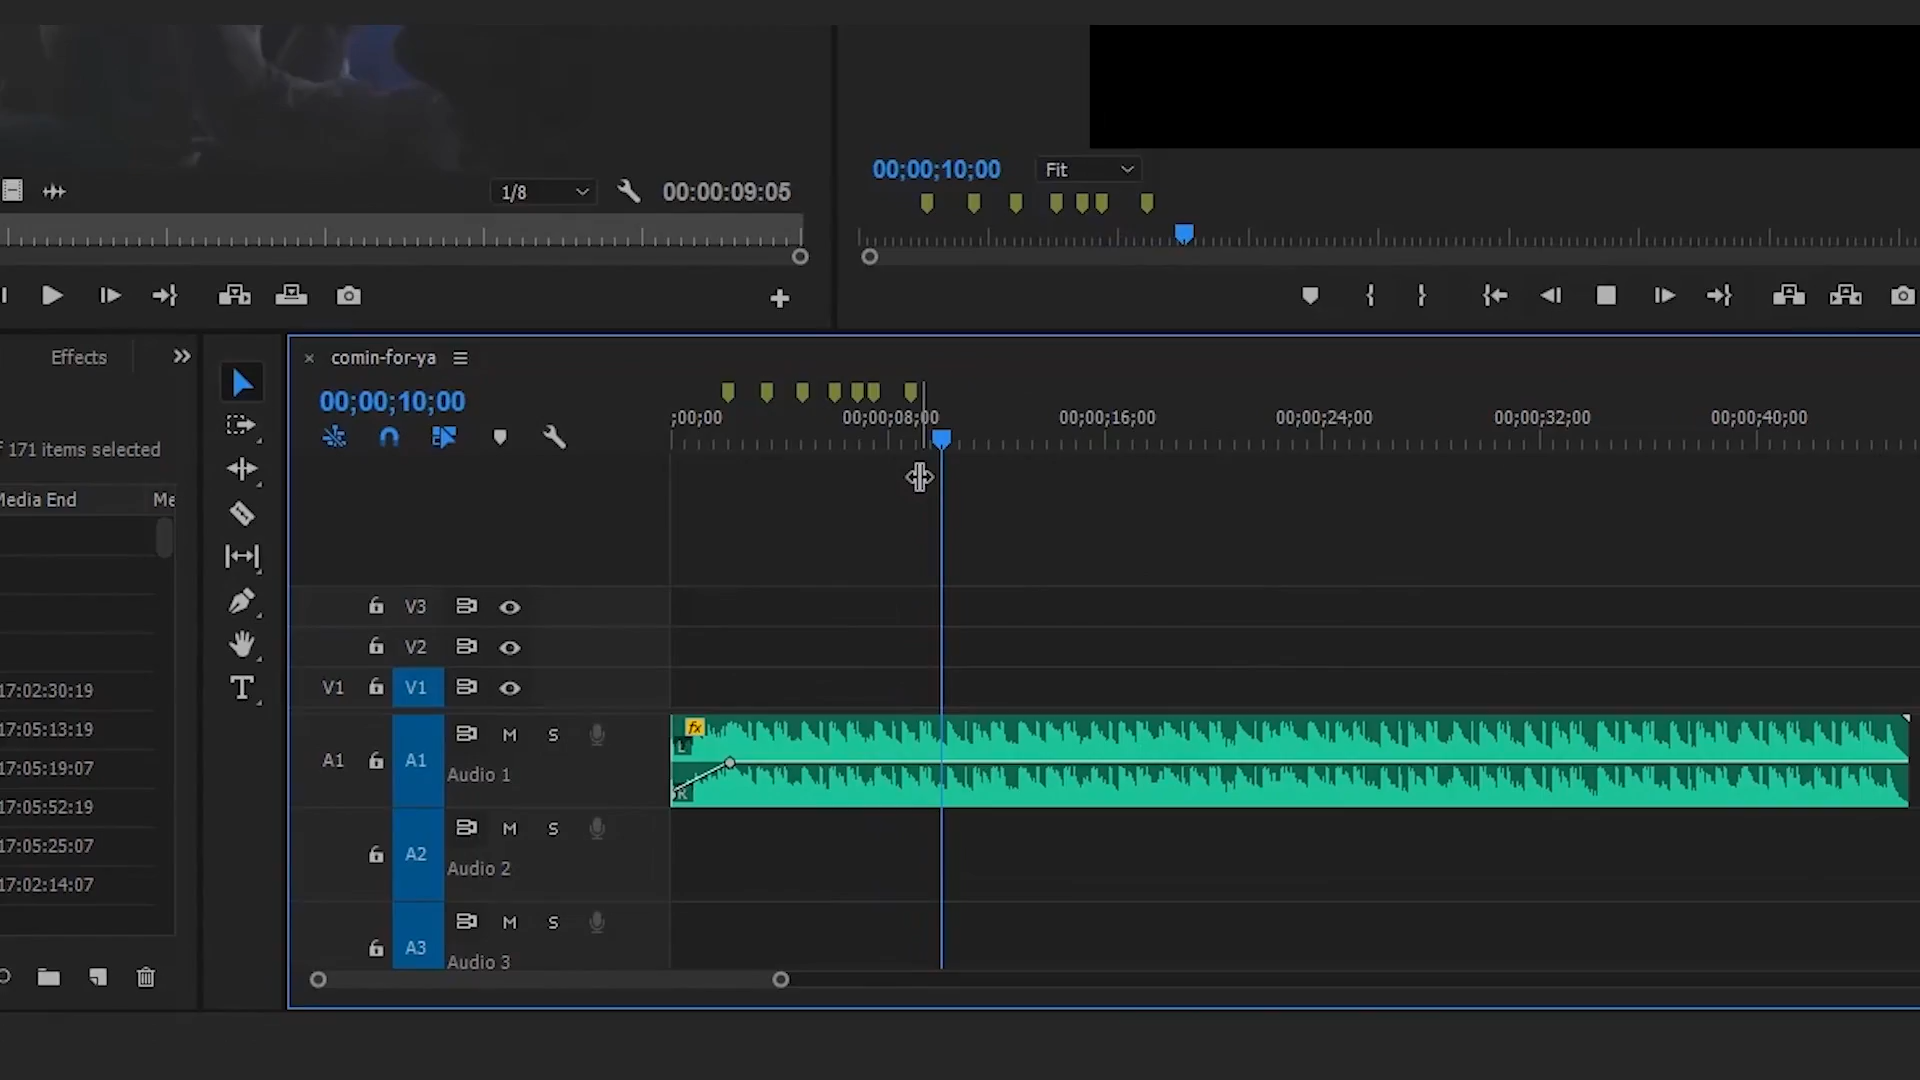 00;00;10;00
Fit
1/8
00:00:09:05
Effects
comin-for-ya
00;00;10;00
;00;00
00;00;08;00
00;00;16;00
00;00;24;00
00;00;32;00
00;00;40;00
171 items selected
Media End
Me
V3
V2
V1
V1
17:02:30:19
17:05:13:19
17:05:19:07
17:05:52:19
17:05:25:07
17:02:14:07
fx
L
R
A1
A1
M
S
Audio 1
A2
M
S
Audio 2
A3
M
S
Audio 3